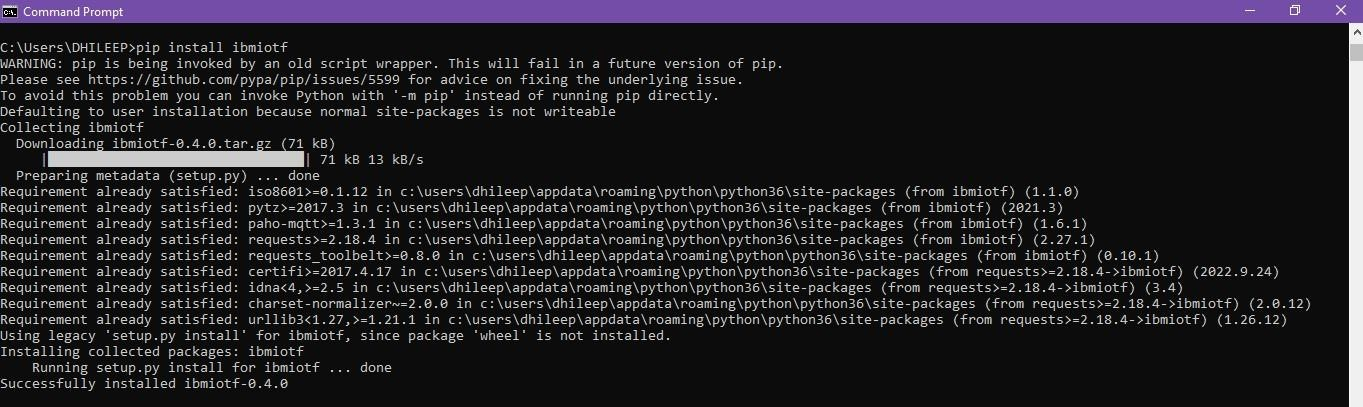 Command Prompt
C:\Users\DHILEEP>pip install ibmiotf
WARNING: pip is being invoked by an old script wrapper. This will fail in a future version of pip.
Please see https://github.com/pypa/pip/issues/5599 for advice on fixing the underlying issue.
To avoid this problem you can invoke Python with '-m pip' instead of running pip directly.
Defaulting to user installation because normal site-packages is not writeable
Collecting ibmiotf
  Downloading ibmiotf-0.4.0.tar.gz (71 kB)
     |████████████████████████████████| 71 kB 13 kB/s
  Preparing metadata (setup.py) ... done
Requirement already satisfied: iso8601>=0.1.12 in c:\users\dhileep\appdata\roaming\python\python36\site-packages (from ibmiotf) (1.1.0)
Requirement already satisfied: pytz>=2017.3 in c:\users\dhileep\appdata\roaming\python\python36\site-packages (from ibmiotf) (2021.3)
Requirement already satisfied: paho-mqtt>=1.3.1 in c:\users\dhileep\appdata\roaming\python\python36\site-packages (from ibmiotf) (1.6.1)
Requirement already satisfied: requests>=2.18.4 in c:\users\dhileep\appdata\roaming\python\python36\site-packages (from ibmiotf) (2.27.1)
Requirement already satisfied: requests_toolbelt>=0.8.0 in c:\users\dhileep\appdata\roaming\python\python36\site-packages (from ibmiotf) (0.10.1)
Requirement already satisfied: certifi>=2017.4.17 in c:\users\dhileep\appdata\roaming\python\python36\site-packages (from requests>=2.18.4->ibmiotf) (2022.9.24)
Requirement already satisfied: idna<4,>=2.5 in c:\users\dhileep\appdata\roaming\python\python36\site-packages (from requests>=2.18.4->ibmiotf) (3.4)
Requirement already satisfied: charset-normalizer~=2.0.0 in c:\users\dhileep\appdata\roaming\python\python36\site-packages (from requests>=2.18.4->ibmiotf) (2.0.12)
Requirement already satisfied: urllib3<1.27,>=1.21.1 in c:\users\dhileep\appdata\roaming\python\python36\site-packages (from requests>=2.18.4->ibmiotf) (1.26.12)
Using legacy 'setup.py install' for ibmiotf, since package 'wheel' is not installed.
Installing collected packages: ibmiotf
    Running setup.py install for ibmiotf ... done
Successfully installed ibmiotf-0.4.0